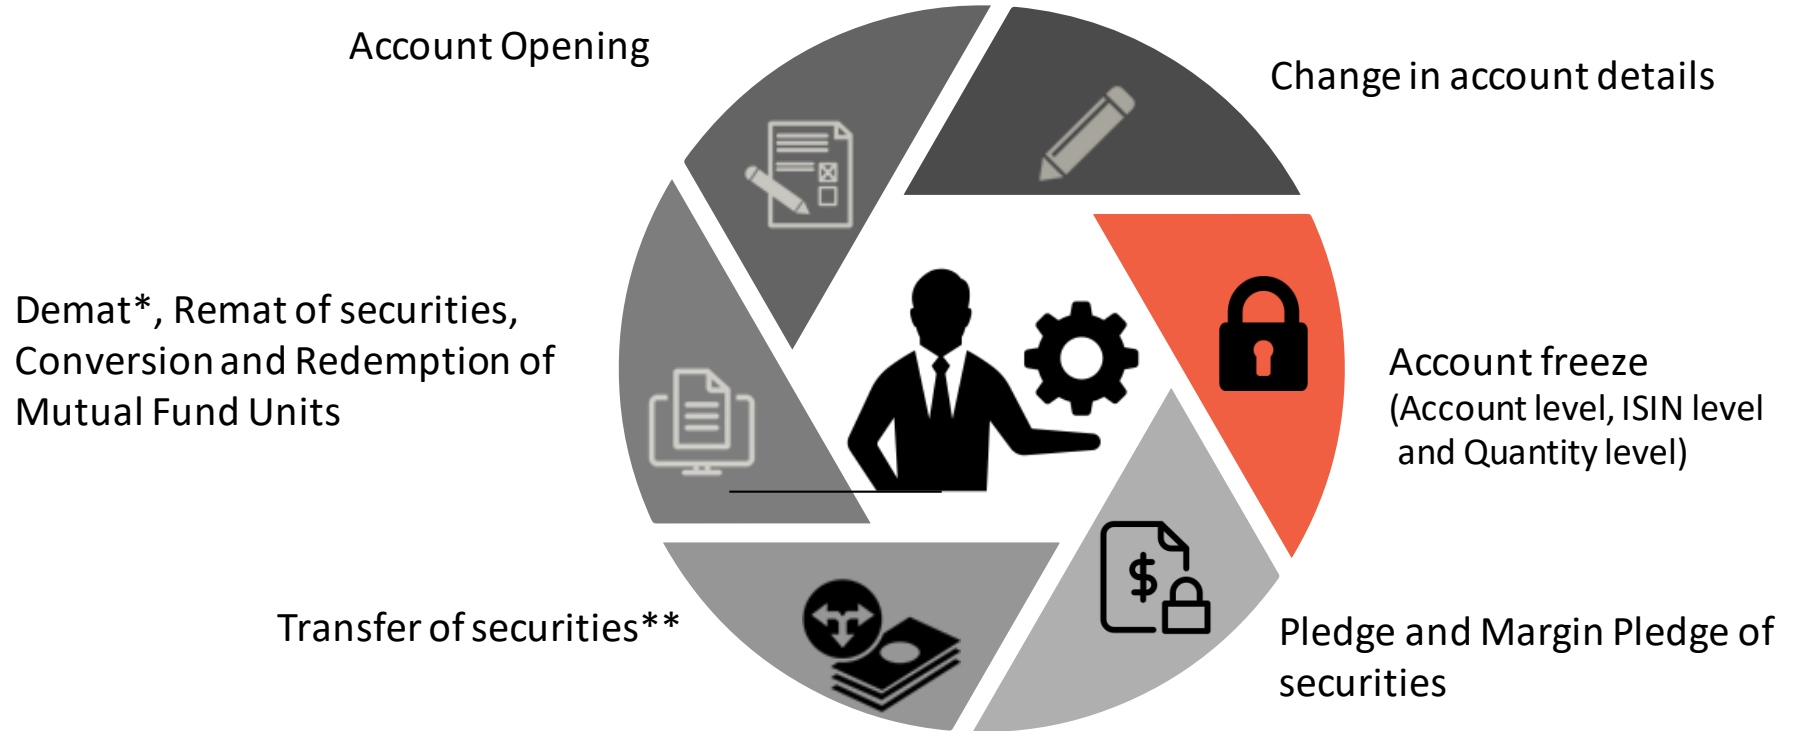 Account Opening
Change in account details
Demat*, Remat of securities,
Conversion and Redemption of
Mutual Fund Units
Account freeze
(Account level, ISIN level
and Quantity level)
$
Transfer of securities**
Pledge and Margin Pledge of
securities